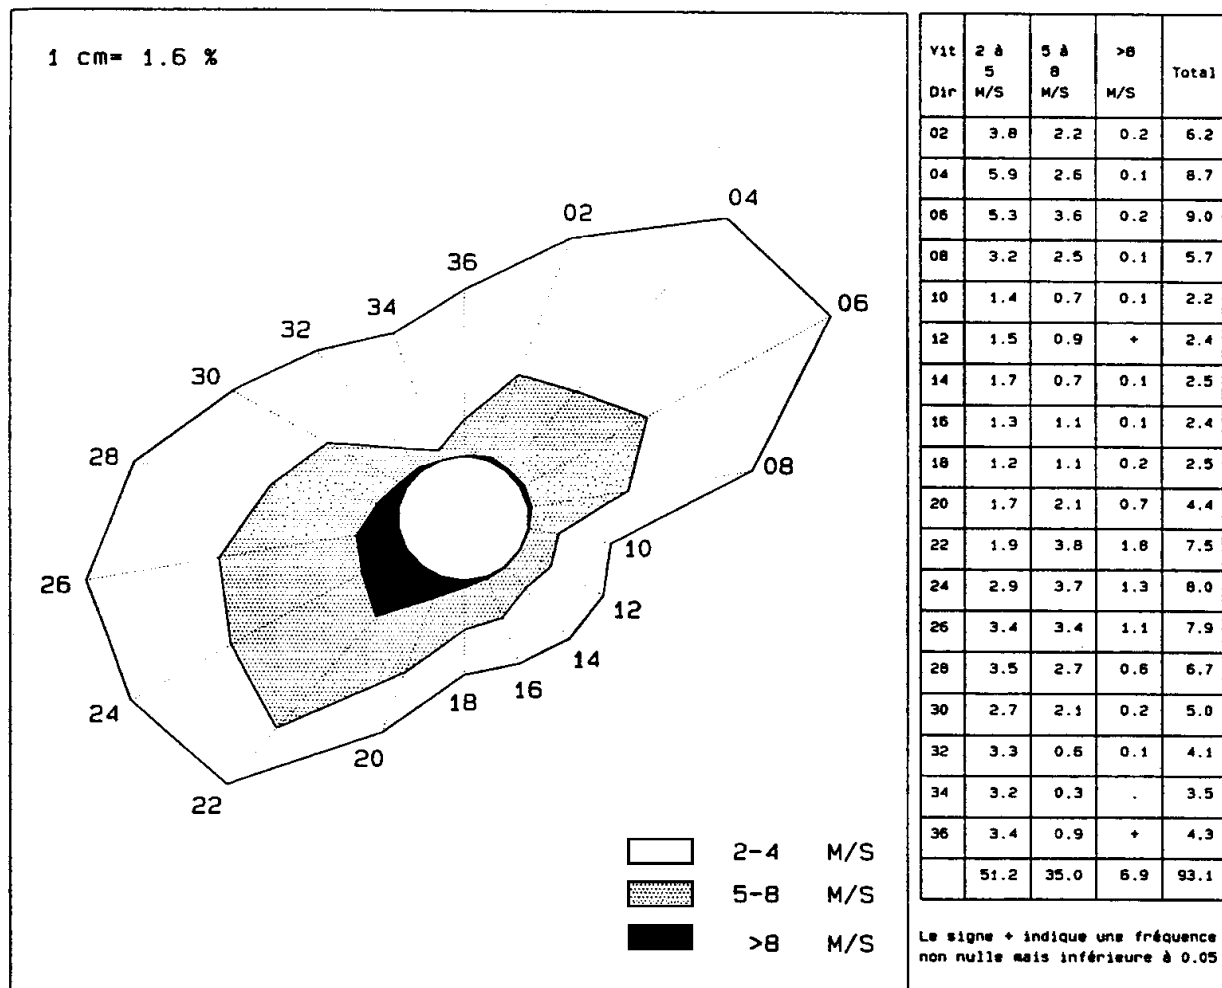 1 cm= 1.6 %
04
02
36
34
06
32
30
28
08
10
26
12
14
16
18
24
20
22
2-4 M/S
5-8 M/S
>8 M/S
Vit 2 à 5 à >8
5 8 Total
Dir M/S M/S M/S
02 3.8 2.2 0.2 6.2
04 5.9 2.6 0.1 8.7
06 5.3 3.6 0.2 9.0
08 3.2 2.5 0.1 5.7
10 1.4 0.7 0.1 2.2
12 1.5 0.9 + 2.4
14 1.7 0.7 0.1 2.5
16 1.3 1.1 0.1 2.4
18 1.2 1.1 0.2 2.5
20 1.7 2.1 0.7 4.4
22 1.9 3.8 1.8 7.5
24 2.9 3.7 1.3 8.0
26 3.4 3.4 1.1 7.9
28 3.5 2.7 0.6 6.7
30 2.7 2.1 0.2 5.0
32 3.3 0.6 0.1 4.1
34 3.2 0.3 . 3.5
36 3.4 0.9 + 4.3
51.2 35.0 6.9 93.1
Le signe + indique une fréquence
non nulle mais inférieure à 0.05